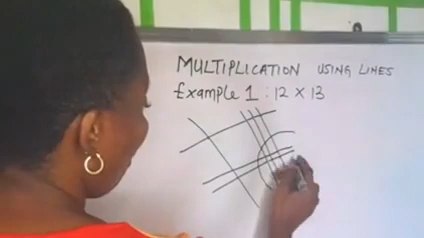 MULTIPLICATION USING LINES
Example 1 : 12 x 13